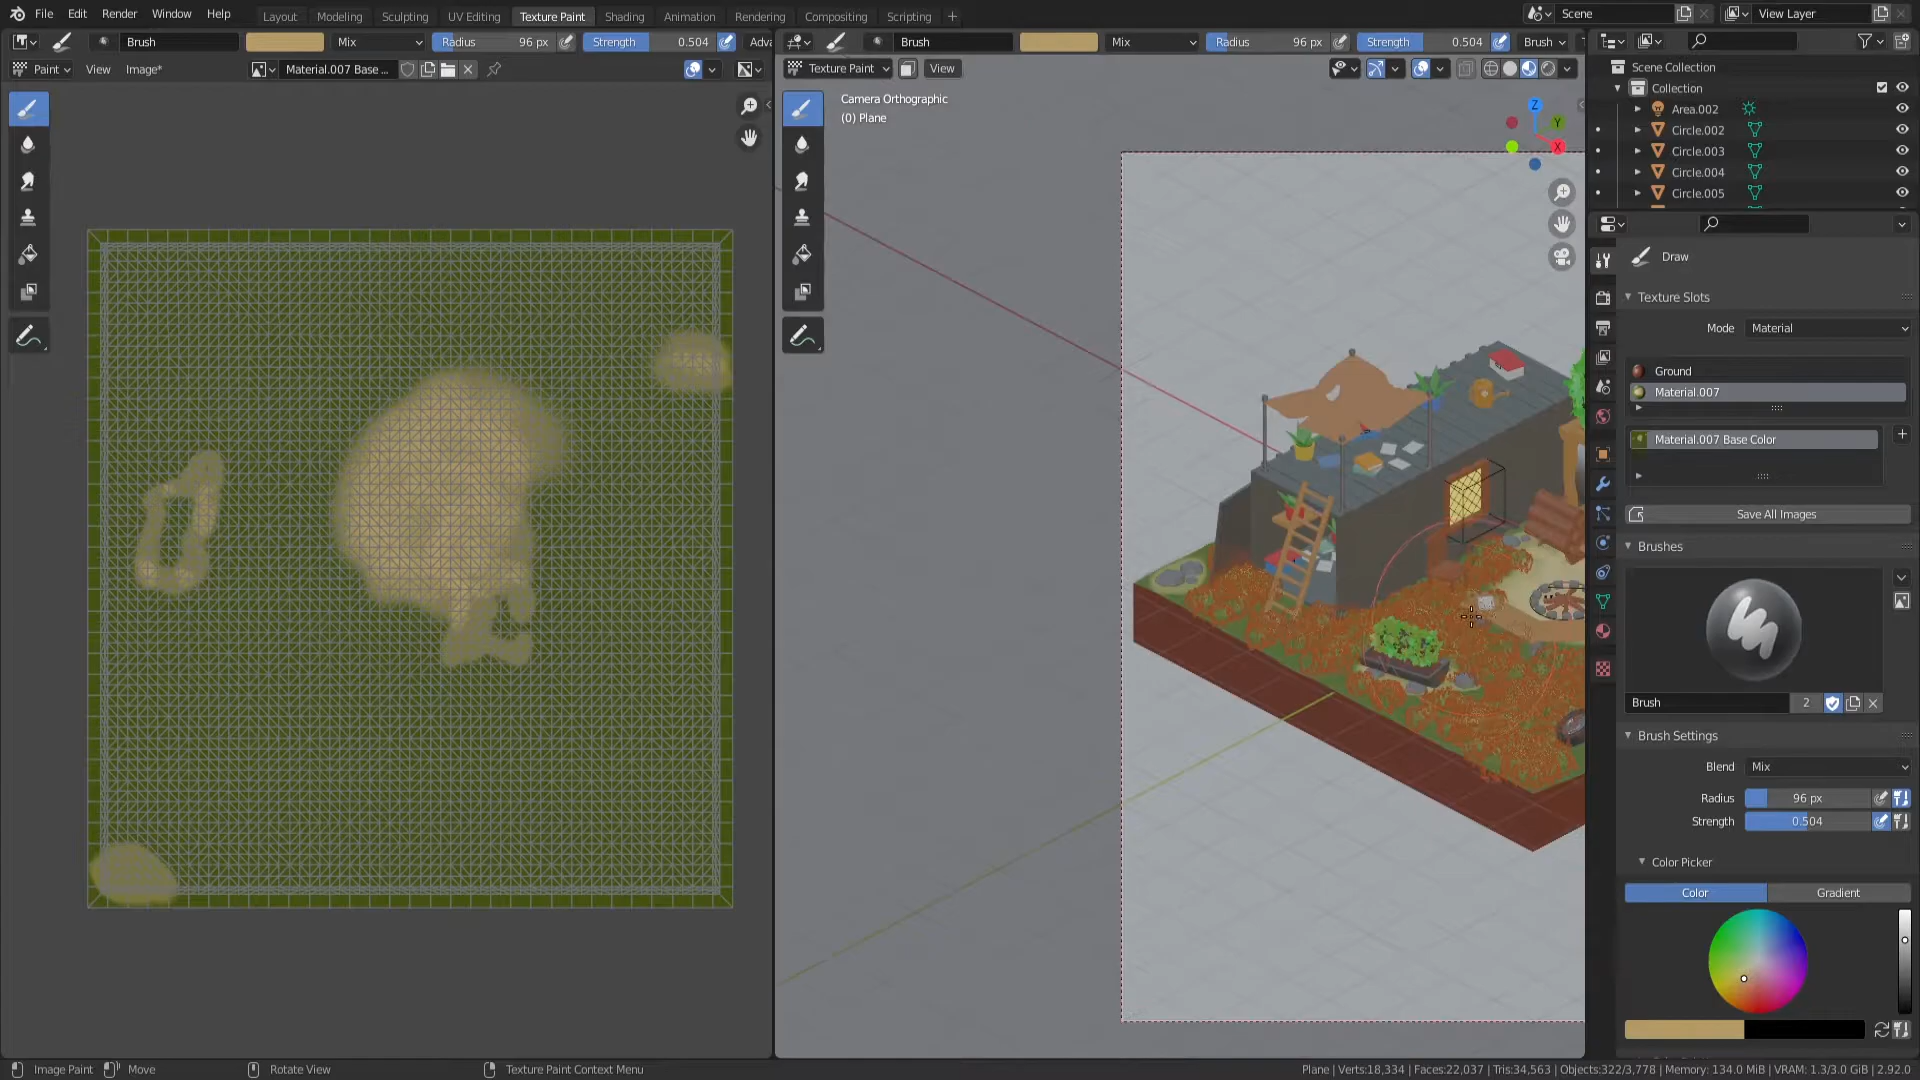 File Edit Render Window Help Layout Modeling Sculpting UV Editing Texture Paint Shading Animation Rendering Compositing Scripting + Scene View Layer
Brush Mix Radius 96 px Strength 0.504 Adva
Brush Mix Radius 96 px Strength 0.504 Brush
Paint View Image* Material.007 Base ...
Texture Paint View
Camera Orthographic
(0) Plane
Z
Y
X
Scene Collection
Collection
Area.002
Circle.002
Circle.003
Circle.004
Circle.005
Draw
Texture Slots
Mode Material
Ground
Material.007
Material.007 Base Color
Save All Images
Brushes
Brush 2
Brush Settings
Blend Mix
Radius 96 px
Strength 0.504
Color Picker
Color Gradient
Image Paint Move Rotate View Texture Paint Context Menu
Plane | Verts:18,334 | Faces:22,037 | Tris:34,563 | Objects:322/3,778 | Memory: 134.0 MiB | VRAM: 1.3/3.0 GiB | 2.92.0